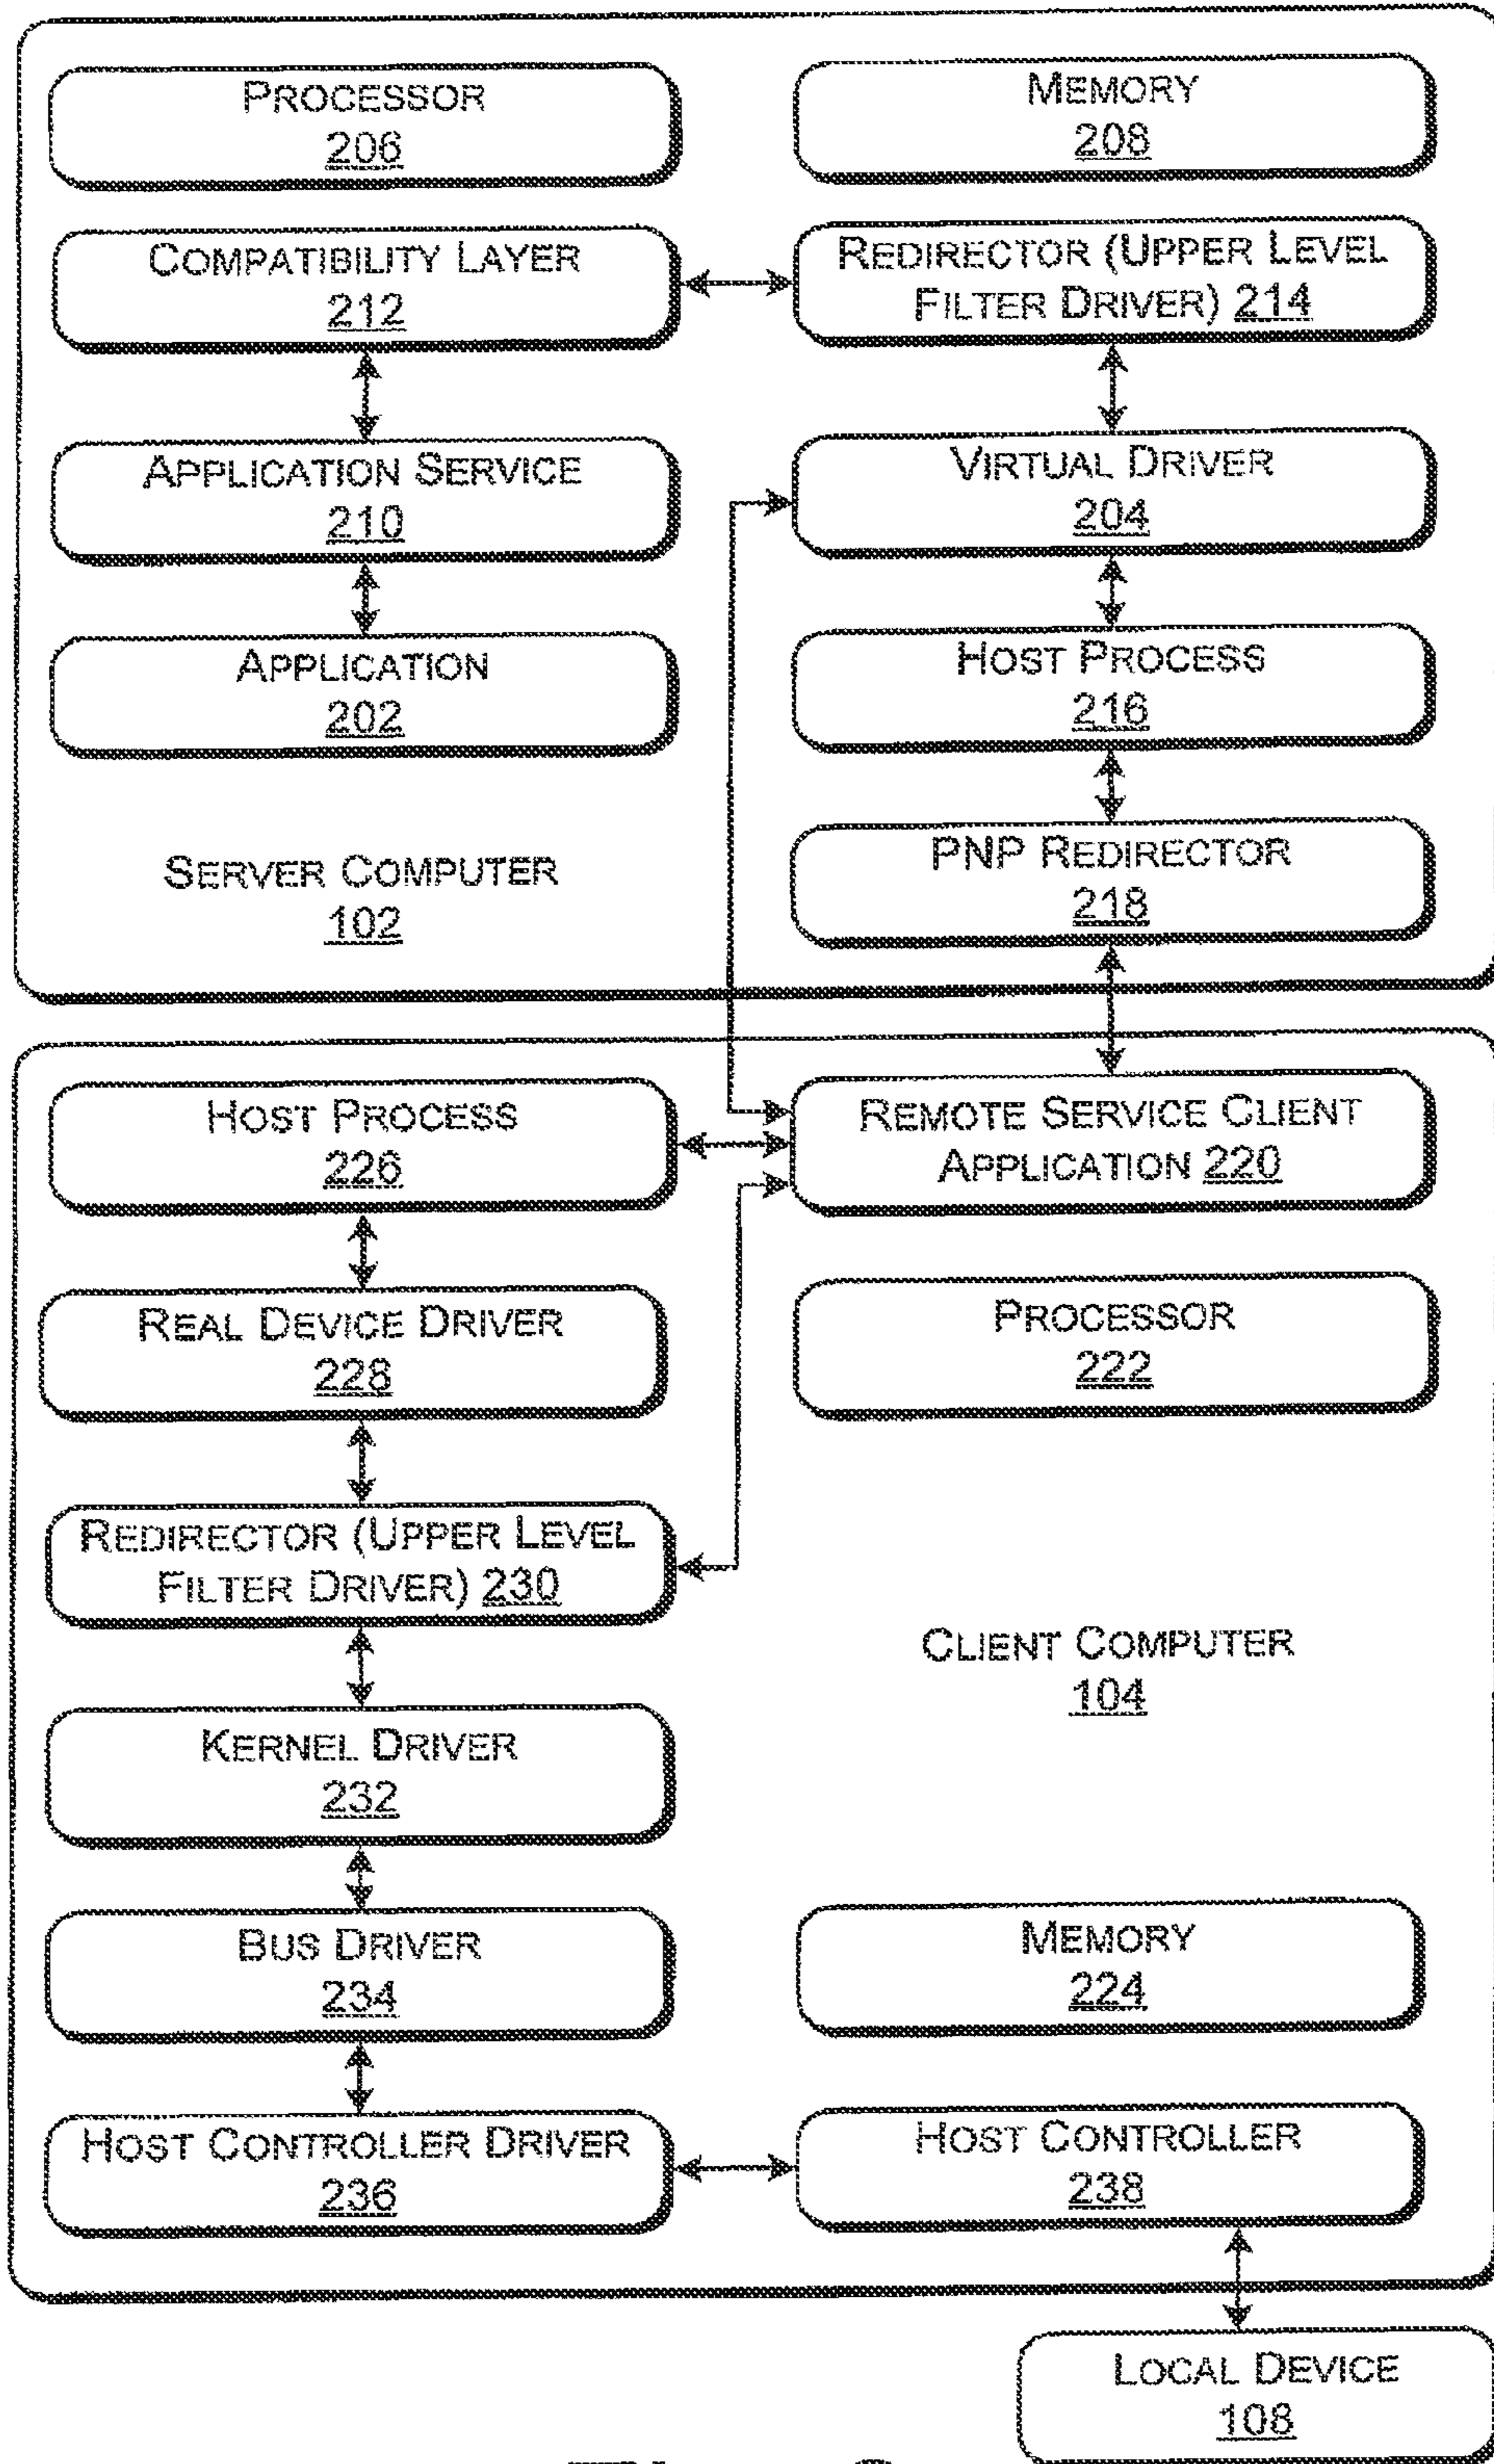 PROCESSOR
206
MEMORY
208
COMPATIBILITY LAYER
212
REDIRECTOR (UPPER LEVEL
FILTER DRIVER) 214
APPLICATION SERVICE
210
VIRTUAL DRIVER
204
APPLICATION
202
HOST PROCESS
216
PNP REDIRECTOR
218
SERVER COMPUTER
102
HOST PROCESS
226
REMOTE SERVICE CLIENT
APPLICATION 220
REAL DEVICE DRIVER
228
PROCESSOR
222
REDIRECTOR (UPPER LEVEL
FILTER DRIVER) 230
CLIENT COMPUTER
104
KERNEL DRIVER
232
BUS DRIVER
234
MEMORY
224
HOST CONTROLLER DRIVER
236
HOST CONTROLLER
238
LOCAL DEVICE
108